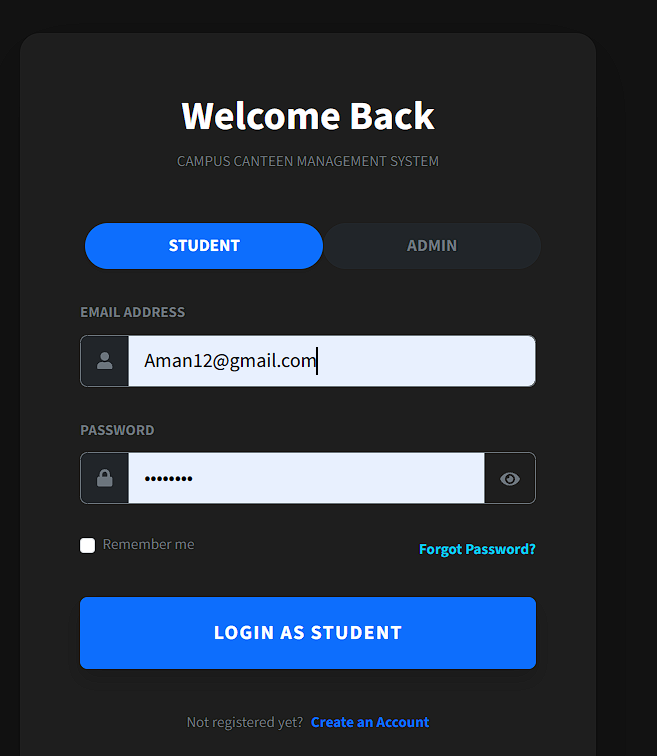 Welcome Back
CAMPUS CANTEEN MANAGEMENT SYSTEM
STUDENT ADMIN
EMAIL ADDRESS
Aman12@gmail.com
PASSWORD
••••••••
Remember me Forgot Password?
LOGIN AS STUDENT
Not registered yet? Create an Account